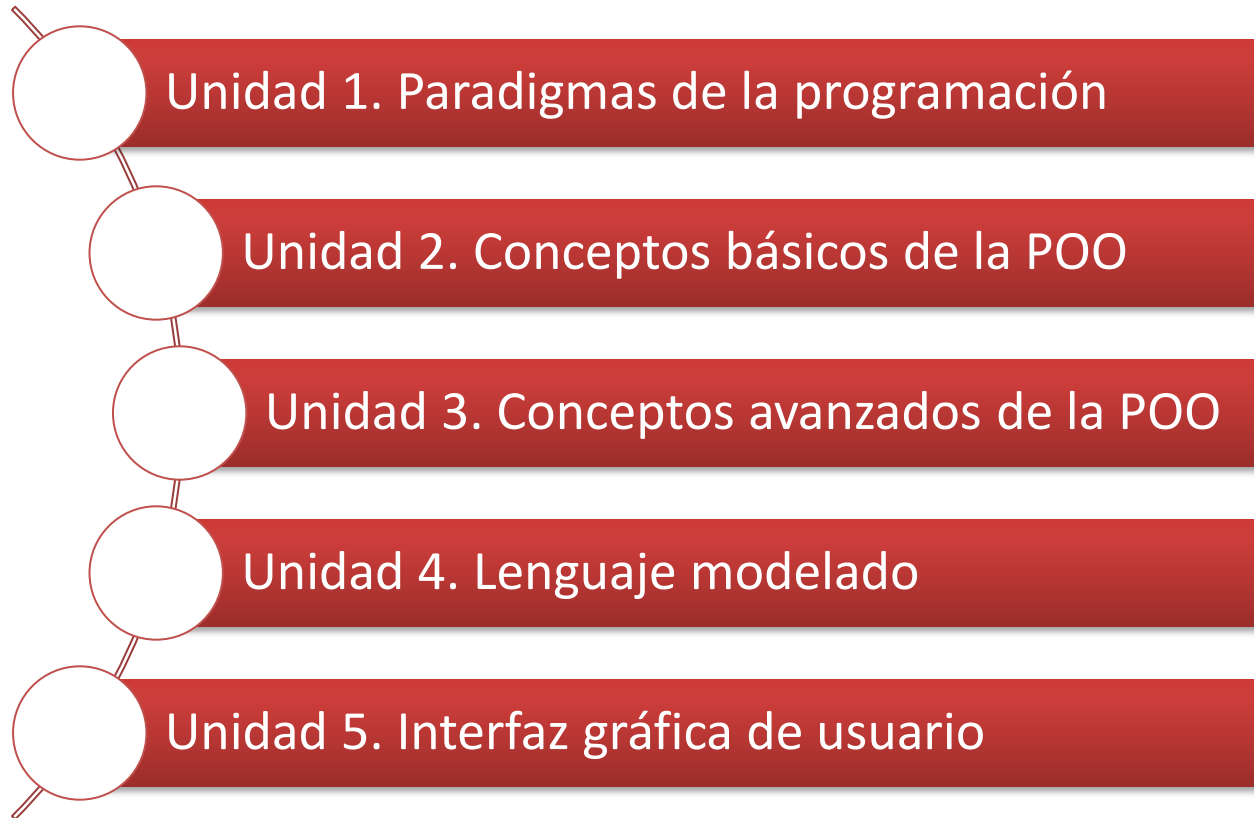 Unidad 1. Paradigmas de la programación
Unidad 2. Conceptos básicos de la POO
Unidad 3. Conceptos avanzados de la POO
Unidad 4. Lenguaje modelado
Unidad 5. Interfaz gráfica de usuario